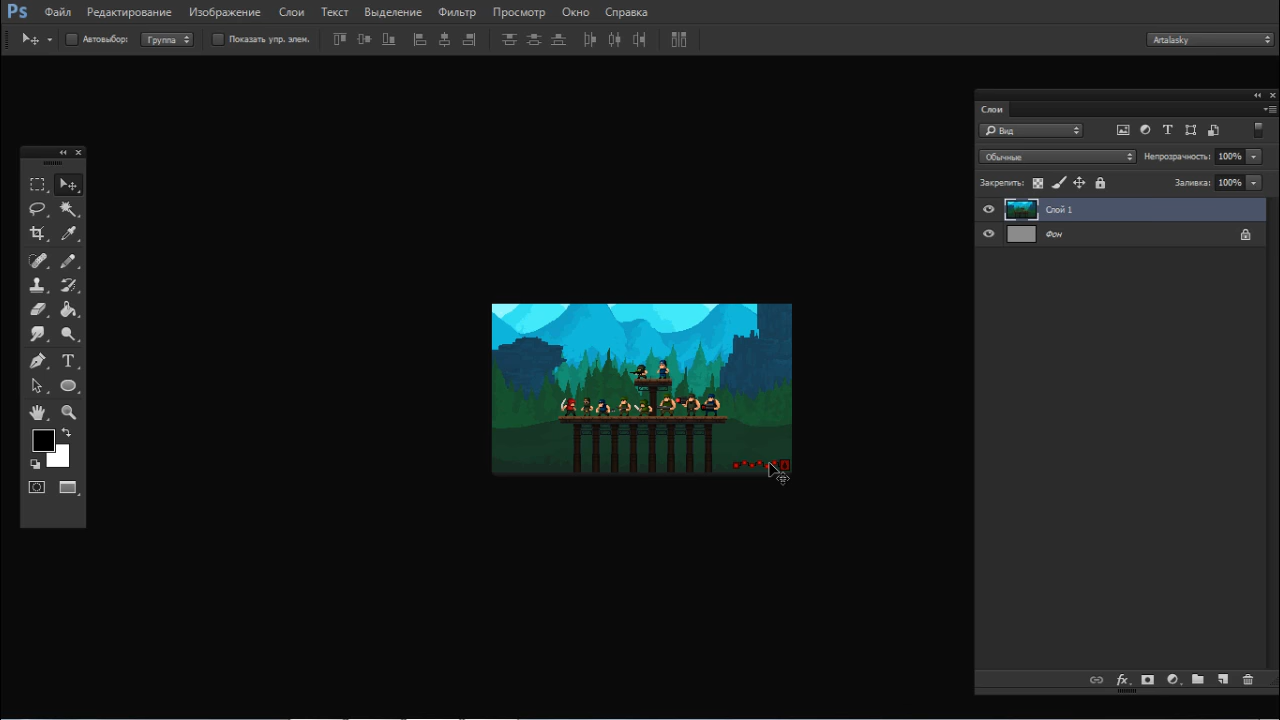 Ps Файл Редактирование Изображение Слои Текст Выделение Фильтр Просмотр Окно Справка
Автовыбор: Группа Показать упр. элем. Artalasky
Слои
Вид
Обычные Непрозрачность: 100%
Закрепить: Заливка: 100%
Слой 1
Фон